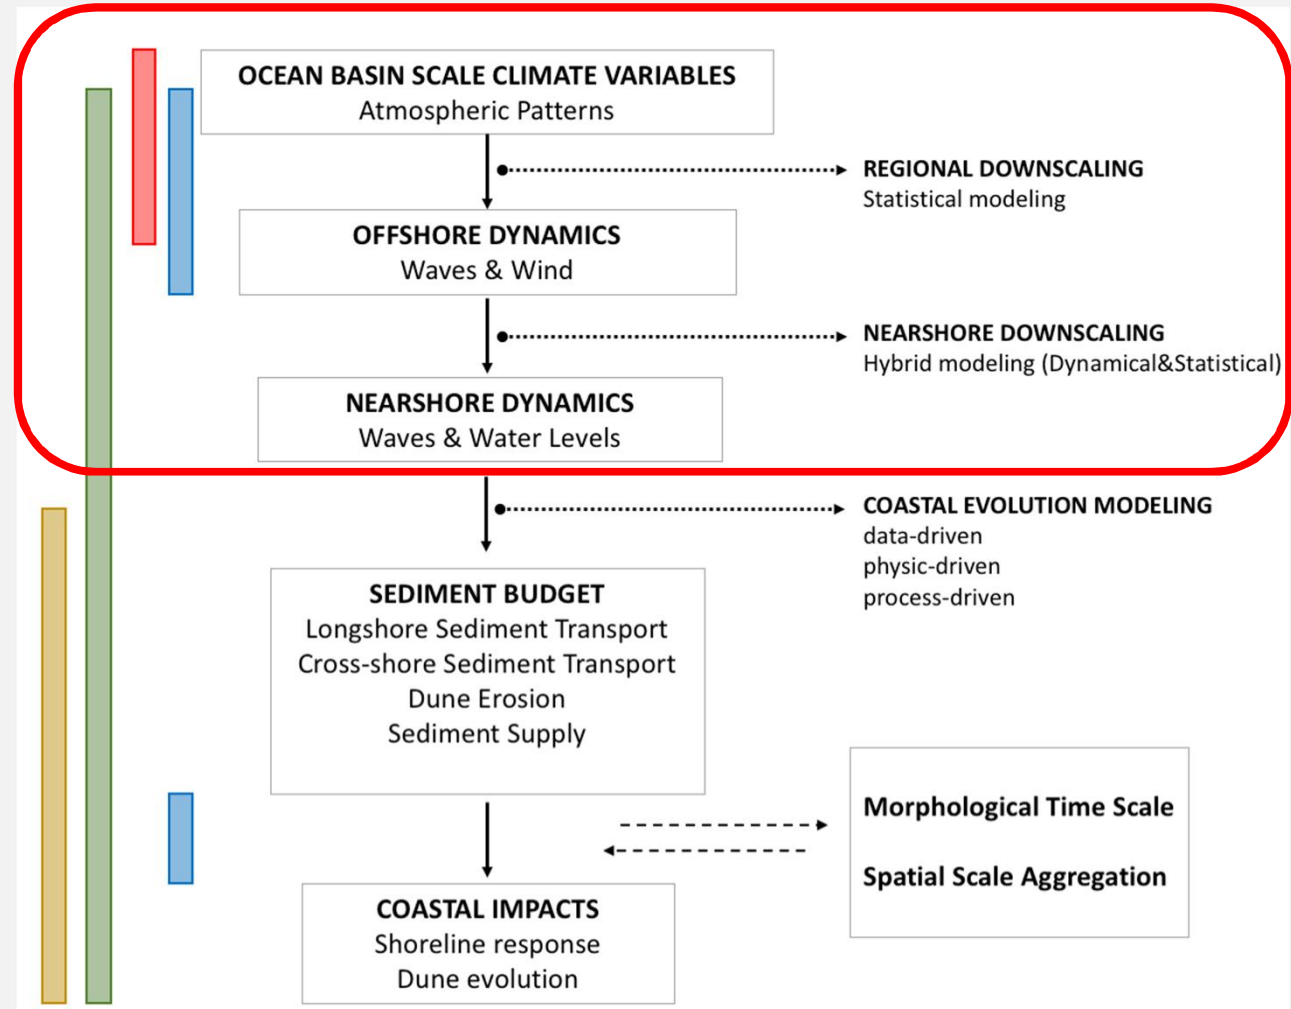 OCEAN BASIN SCALE CLIMATE VARIABLES
Atmospheric Patterns
REGIONAL DOWNSCALING
Statistical modeling
OFFSHORE DYNAMICS
Waves & Wind
NEARSHORE DOWNSCALING
Hybrid modeling (Dynamical&Statistical)
NEARSHORE DYNAMICS
Waves & Water Levels
COASTAL EVOLUTION MODELING
data-driven
physic-driven
process-driven
SEDIMENT BUDGET
Longshore Sediment Transport
Cross-shore Sediment Transport
Dune Erosion
Sediment Supply
Morphological Time Scale
Spatial Scale Aggregation
COASTAL IMPACTS
Shoreline response
Dune evolution